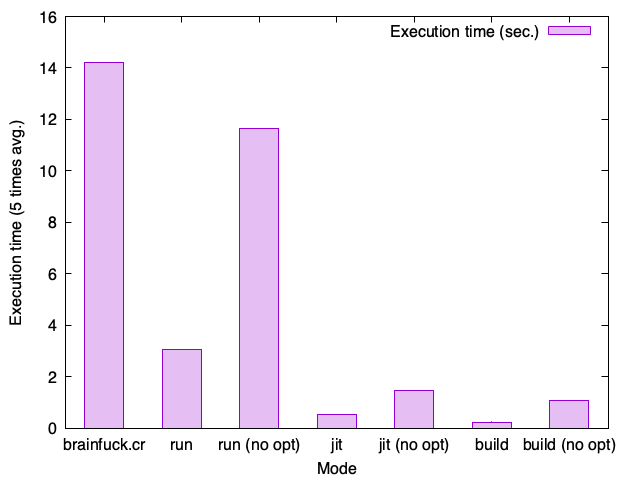 Execution time (sec.)
Execution time (5 times avg.)
16
14
12
10
8
6
4
2
0
brainfuck.cr run run (no opt) jit jit (no opt) build build (no opt)
Mode